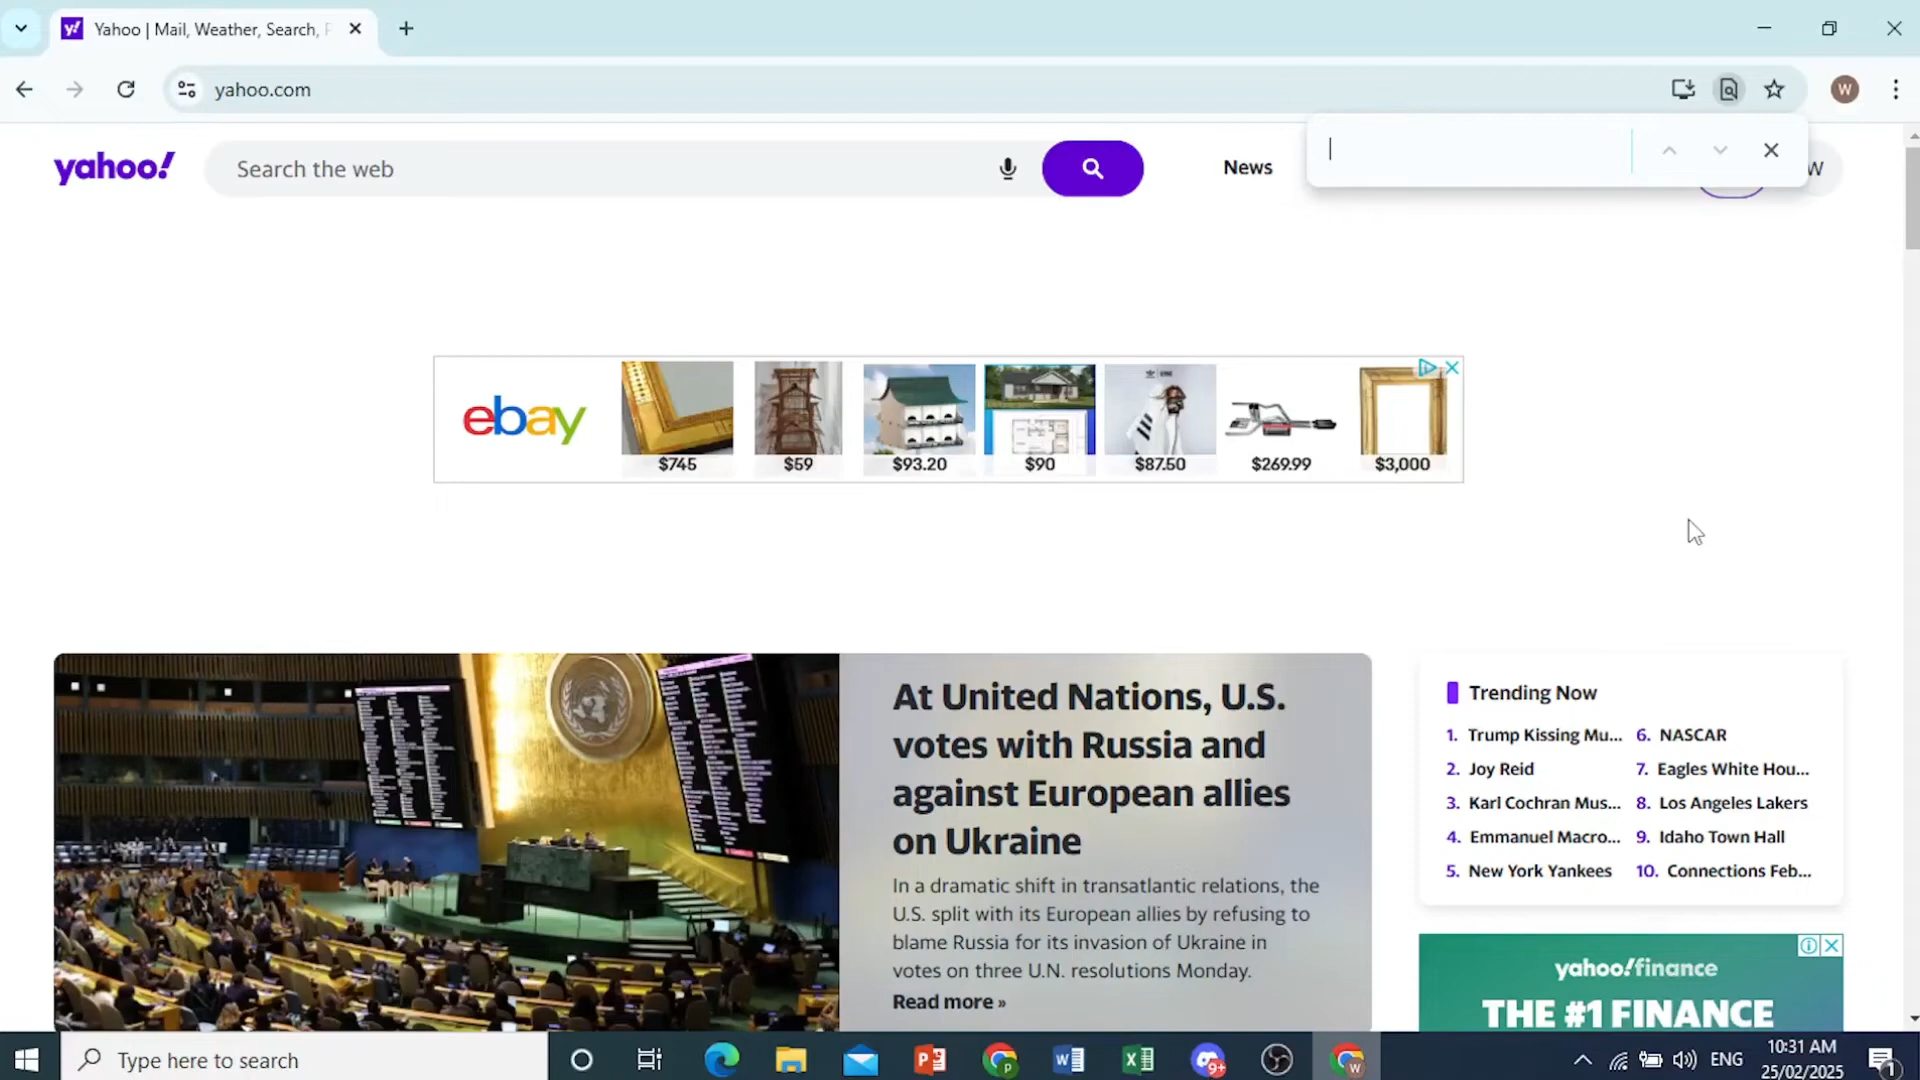 Yahoo | Mail, Weather, Search,
yahoo.com
W
yahoo!
Search the web
News
W
ebay
$745
$59
$93.20
$90
$87.50
$269.99
$3,000
At United Nations, U.S.
votes with Russia and
against European allies
on Ukraine
In a dramatic shift in transatlantic relations, the
U.S. split with its European allies by refusing to
blame Russia for its invasion of Ukraine in
votes on three U.N. resolutions Monday.
Read more »
Trending Now
1. Trump Kissing Mu...
2. Joy Reid
3. Karl Cochran Mus...
4. Emmanuel Macro...
5. New York Yankees
6. NASCAR
7. Eagles White Hou...
8. Los Angeles Lakers
9. Idaho Town Hall
10. Connections Feb...
yahoo!finance
THE #1 FINANCE
Type here to search
9+
ENG
10:31 AM
25/02/2025
1